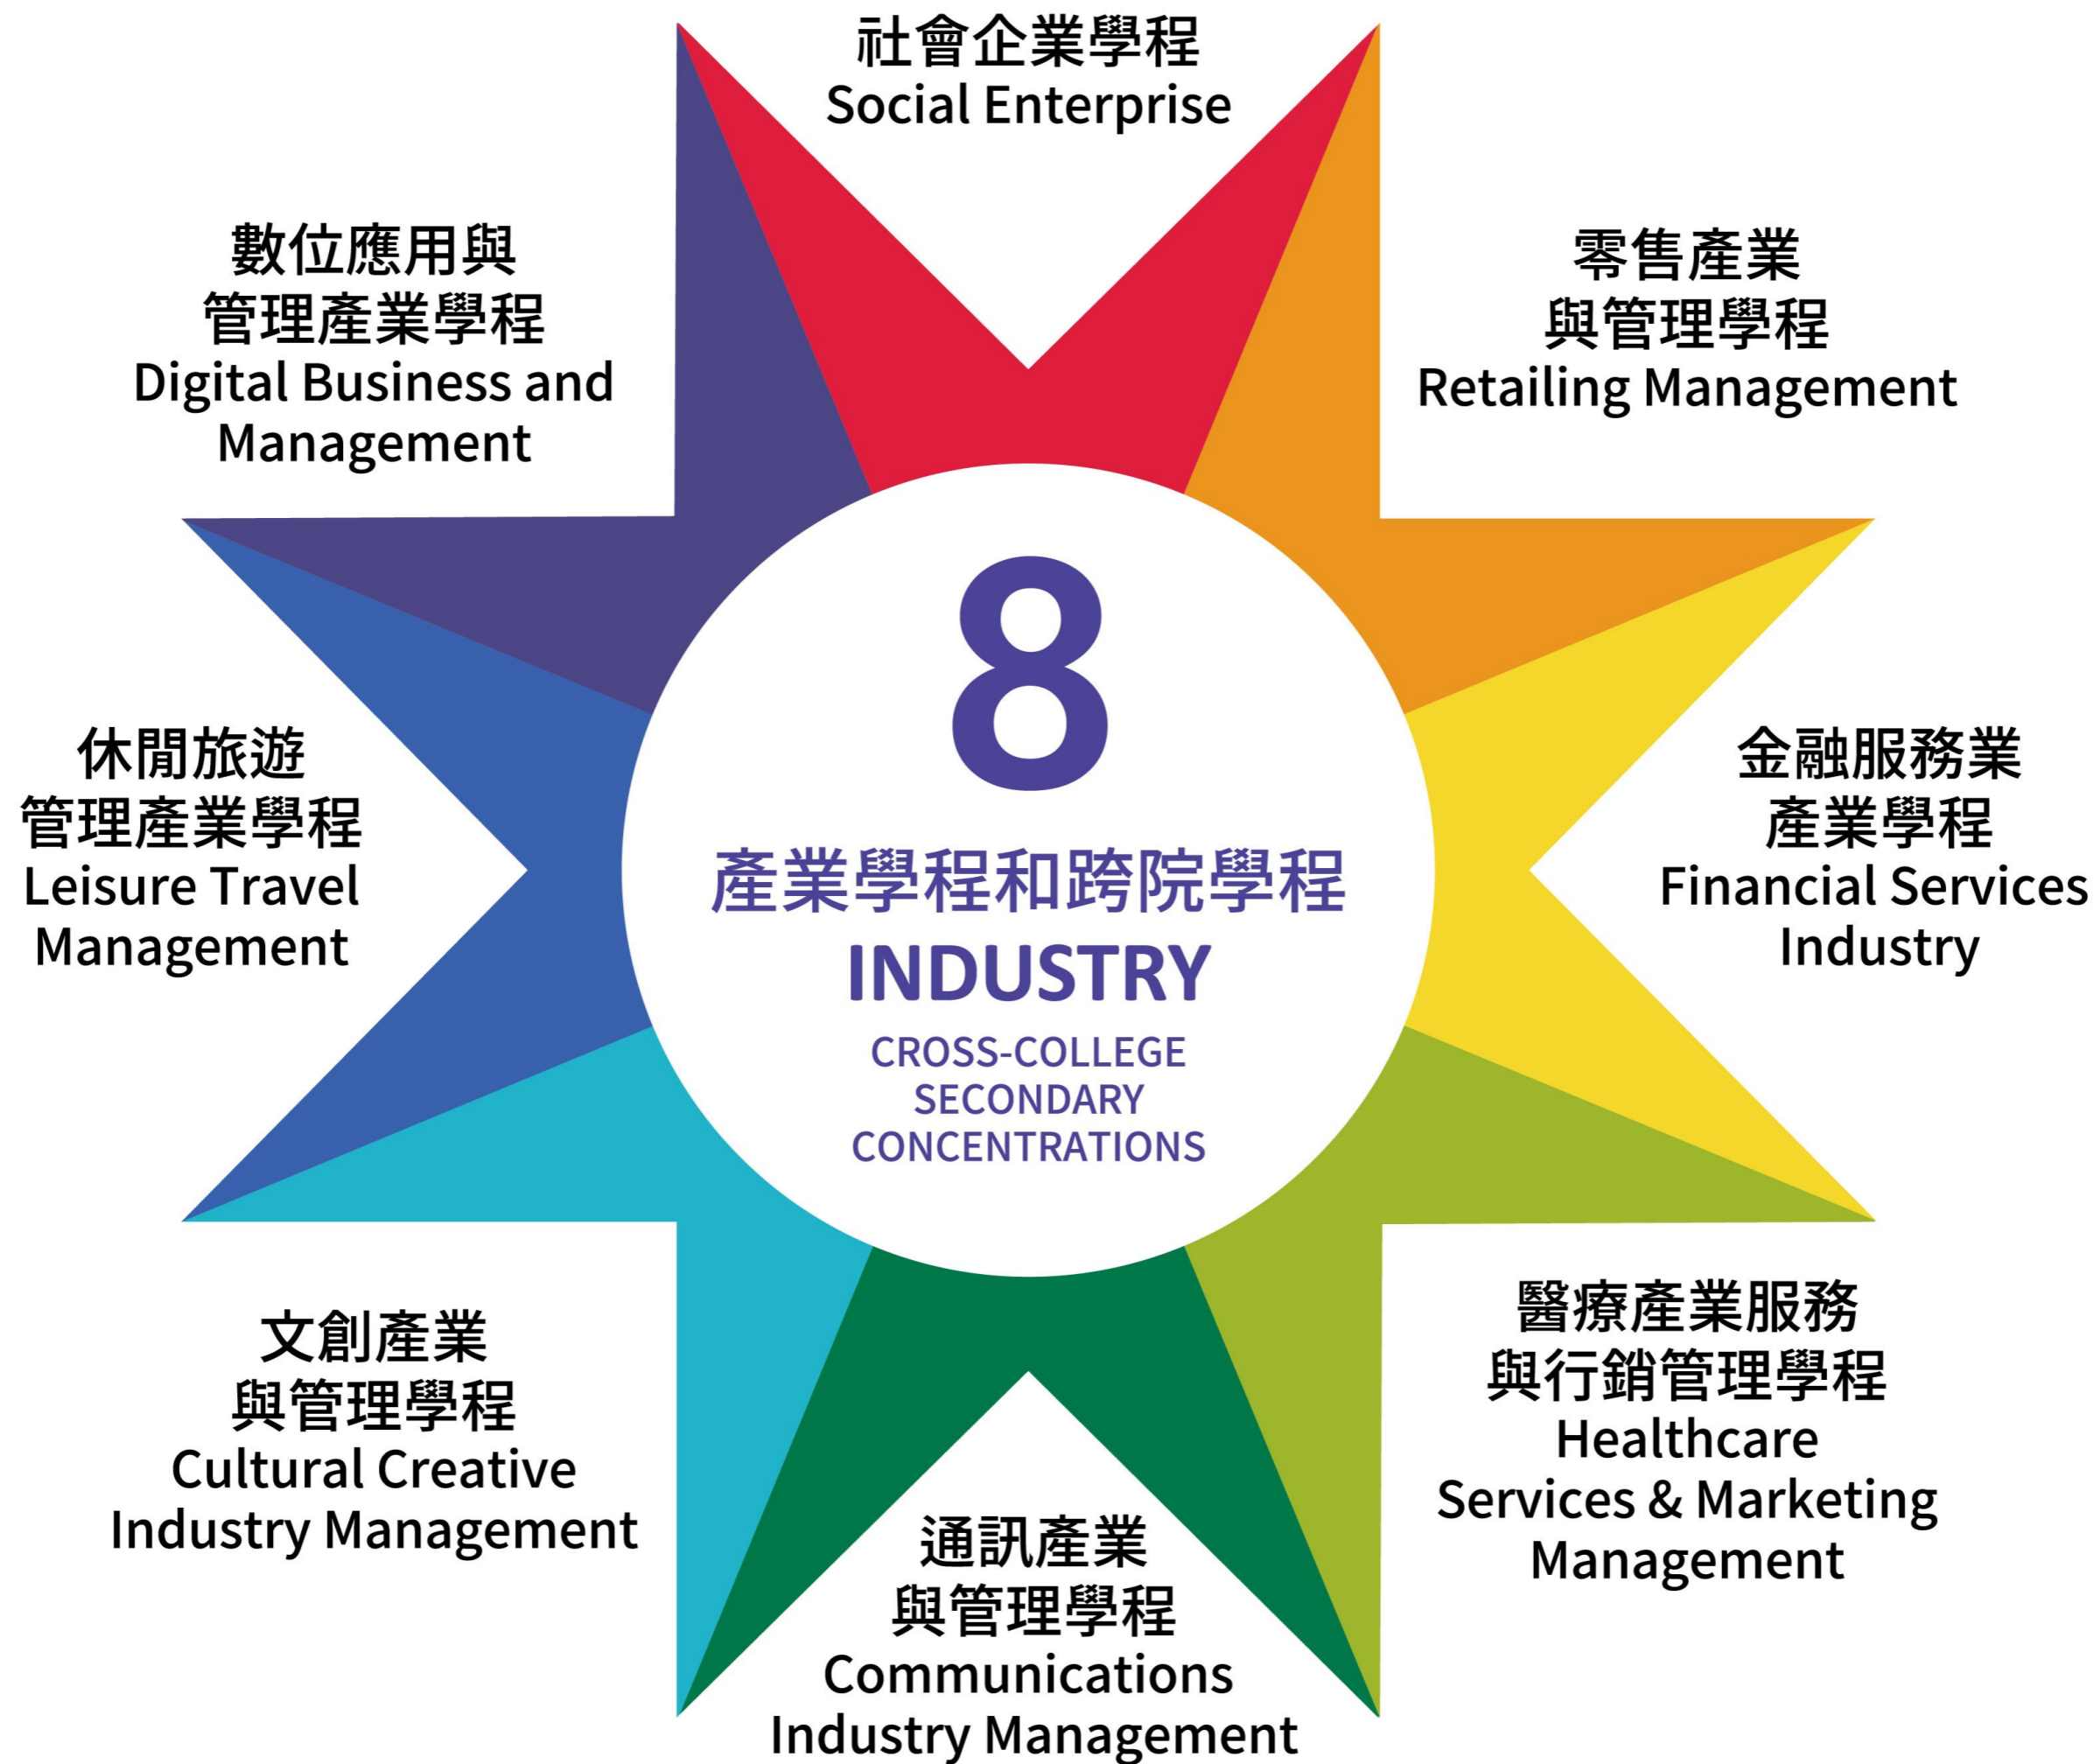 社會企業學程
Social Enterprise
數位應用與
管理產業學程
Digital Business and
Management
零售產業
與管理學程
Retailing Management
休閒旅遊
管理產業學程
Leisure Travel
Management
8
產業學程和跨院學程
INDUSTRY
CROSS-COLLEGE
SECONDARY
CONCENTRATIONS
金融服務業
產業學程
Financial Services
Industry
文創產業
與管理學程
Cultural Creative
Industry Management
通訊產業
與管理學程
Communications
Industry Management
醫療產業服務
與行銷管理學程
Healthcare
Services & Marketing
Management